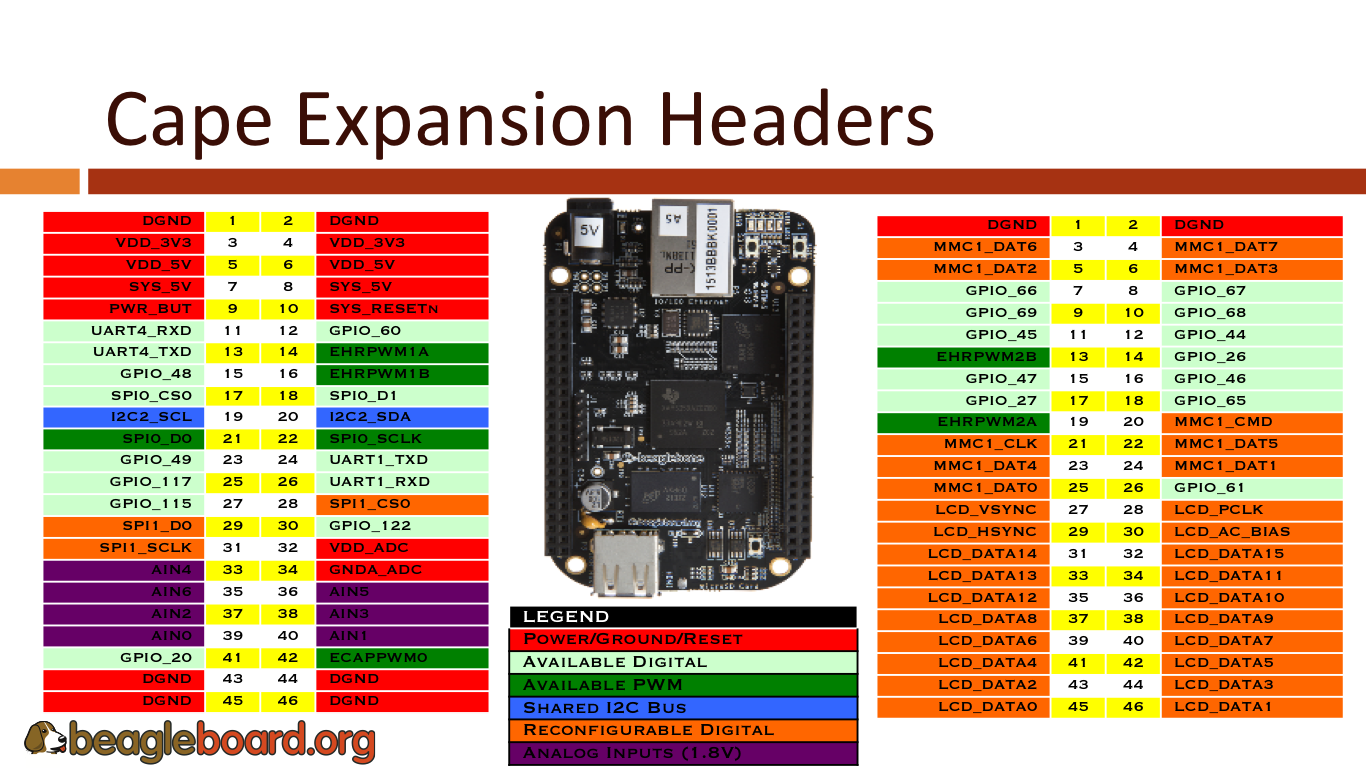 Cape Expansion Headers
DGND 1 2 DGND
VDD_3V3 3 4 VDD_3V3
VDD_5V 5 6 VDD_5V
SYS_5V 7 8 SYS_5V
PWR_BUT 9 10 SYS_RESETN
UART4_RXD 11 12 GPIO_60
UART4_TXD 13 14 EHRPWM1A
GPIO_48 15 16 EHRPWM1B
SPI0_CS0 17 18 SPI0_D1
I2C2_SCL 19 20 I2C2_SDA
SPI0_D0 21 22 SPI0_SCLK
GPIO_49 23 24 UART1_TXD
GPIO_117 25 26 UART1_RXD
GPIO_115 27 28 SPI1_CS0
SPI1_D0 29 30 GPIO_122
SPI1_SCLK 31 32 VDD_ADC
AIN4 33 34 GNDA_ADC
AIN6 35 36 AIN5
AIN2 37 38 AIN3
AIN0 39 40 AIN1
GPIO_20 41 42 ECAPPWM0
DGND 43 44 DGND
DGND 45 46 DGND
beagleboard.org
5V
A5
1513BBBK0001
10/100 Ethernet
beaglebone
beagleboard.org
microSD Card
LEGEND
Power/Ground/Reset
Available Digital
Available PWM
Shared I2C Bus
Reconfigurable Digital
Analog Inputs (1.8V)
DGND 1 2 DGND
MMC1_DAT6 3 4 MMC1_DAT7
MMC1_DAT2 5 6 MMC1_DAT3
GPIO_66 7 8 GPIO_67
GPIO_69 9 10 GPIO_68
GPIO_45 11 12 GPIO_44
EHRPWM2B 13 14 GPIO_26
GPIO_47 15 16 GPIO_46
GPIO_27 17 18 GPIO_65
EHRPWM2A 19 20 MMC1_CMD
MMC1_CLK 21 22 MMC1_DAT5
MMC1_DAT4 23 24 MMC1_DAT1
MMC1_DAT0 25 26 GPIO_61
LCD_VSYNC 27 28 LCD_PCLK
LCD_HSYNC 29 30 LCD_AC_BIAS
LCD_DATA14 31 32 LCD_DATA15
LCD_DATA13 33 34 LCD_DATA11
LCD_DATA12 35 36 LCD_DATA10
LCD_DATA8 37 38 LCD_DATA9
LCD_DATA6 39 40 LCD_DATA7
LCD_DATA4 41 42 LCD_DATA5
LCD_DATA2 43 44 LCD_DATA3
LCD_DATA0 45 46 LCD_DATA1